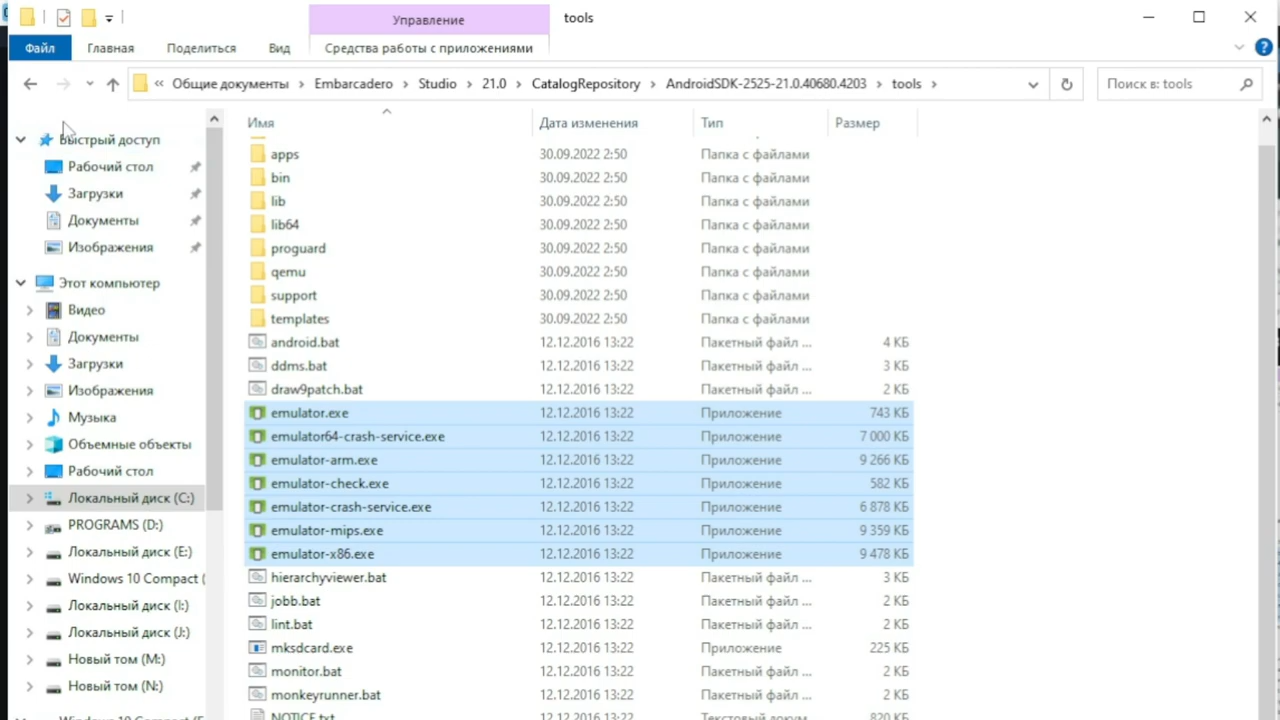 Управление
tools
Файл
Главная
Поделиться
Вид
Средства работы с приложениями
« Общие документы › Embarcadero › Studio › 21.0 › CatalogRepository › AndroidSDK-2525-21.0.40680.4203 › tools ›
Поиск в: tools
Быстрый доступ
Рабочий стол
Загрузки
Документы
Изображения
Этот компьютер
Видео
Документы
Загрузки
Изображения
Музыка
Объемные объекты
Рабочий стол
Локальный диск (C:)
PROGRAMS (D:)
Локальный диск (E:)
Windows 10 Compact (
Локальный диск (I:)
Локальный диск (J:)
Новый том (M:)
Новый том (N:)
Windows 10 Compact (F
Имя Дата изменения Тип Размер
apps 30.09.2022 2:50 Папка с файлами
bin 30.09.2022 2:50 Папка с файлами
lib 30.09.2022 2:50 Папка с файлами
lib64 30.09.2022 2:50 Папка с файлами
proguard 30.09.2022 2:50 Папка с файлами
qemu 30.09.2022 2:50 Папка с файлами
support 30.09.2022 2:50 Папка с файлами
templates 30.09.2022 2:50 Папка с файлами
android.bat 12.12.2016 13:22 Пакетный файл ... 4 КБ
ddms.bat 12.12.2016 13:22 Пакетный файл ... 3 КБ
draw9patch.bat 12.12.2016 13:22 Пакетный файл ... 2 КБ
emulator.exe 12.12.2016 13:22 Приложение 743 КБ
emulator64-crash-service.exe 12.12.2016 13:22 Приложение 7 000 КБ
emulator-arm.exe 12.12.2016 13:22 Приложение 9 266 КБ
emulator-check.exe 12.12.2016 13:22 Приложение 582 КБ
emulator-crash-service.exe 12.12.2016 13:22 Приложение 6 878 КБ
emulator-mips.exe 12.12.2016 13:22 Приложение 9 359 КБ
emulator-x86.exe 12.12.2016 13:22 Приложение 9 478 КБ
hierarchyviewer.bat 12.12.2016 13:22 Пакетный файл ... 3 КБ
jobb.bat 12.12.2016 13:22 Пакетный файл ... 2 КБ
lint.bat 12.12.2016 13:22 Пакетный файл ... 2 КБ
mksdcard.exe 12.12.2016 13:22 Приложение 225 КБ
monitor.bat 12.12.2016 13:22 Пакетный файл ... 2 КБ
monkeyrunner.bat 12.12.2016 13:22 Пакетный файл ... 2 КБ
NOTICE.txt 12.12.2016 13:22 Текстовый докум... 820 КБ